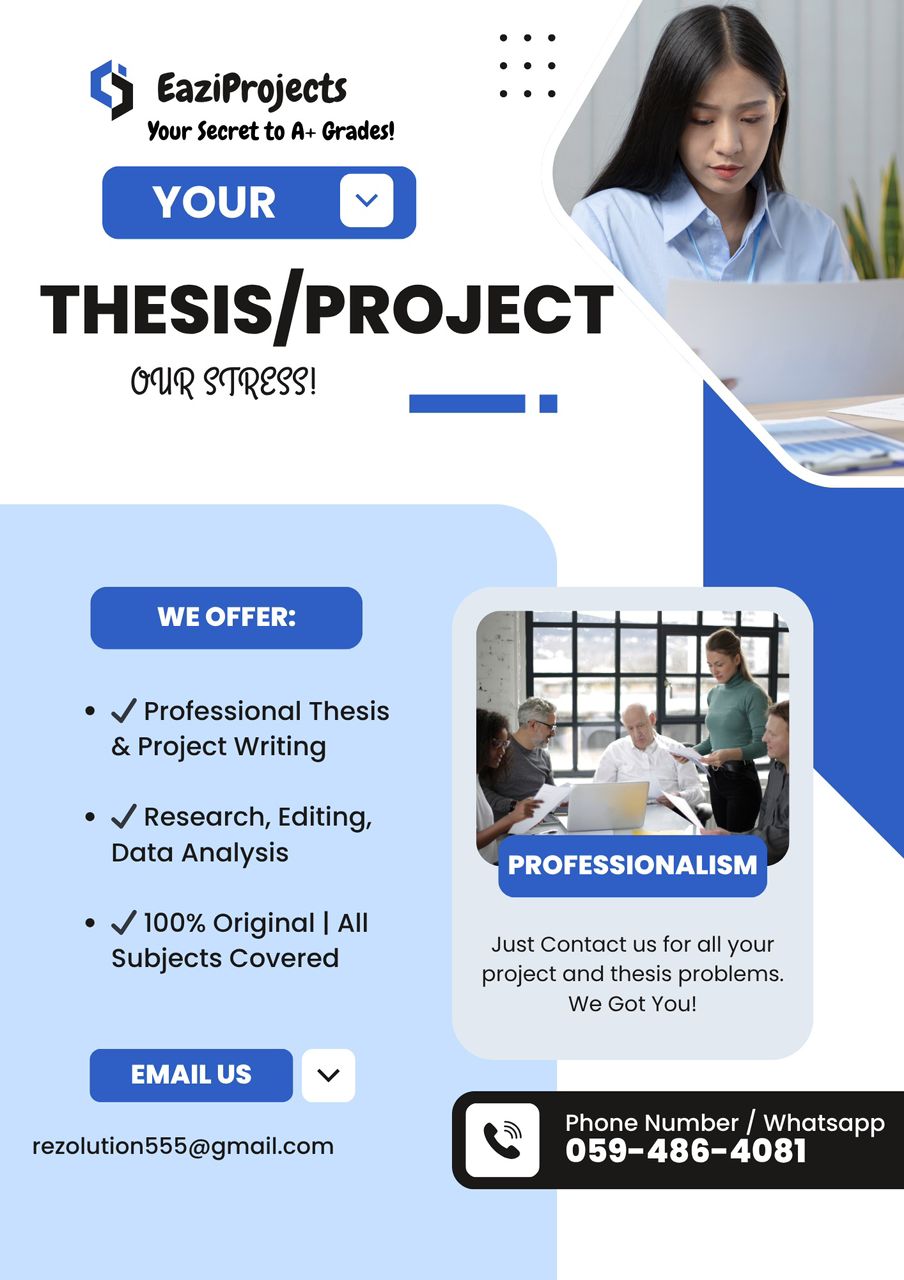 EaziProjects
Your Secret to A+ Grades!
YOUR
THESIS/PROJECT
OUR STRESS!
WE OFFER:
• ✓ Professional Thesis
& Project Writing
• ✓ Research, Editing,
Data Analysis
• ✓ 100% Original | All
Subjects Covered
PROFESSIONALISM
Just Contact us for all your
project and thesis problems.
We Got You!
EMAIL US
rezolution555@gmail.com
Phone Number / Whatsapp
059-486-4081